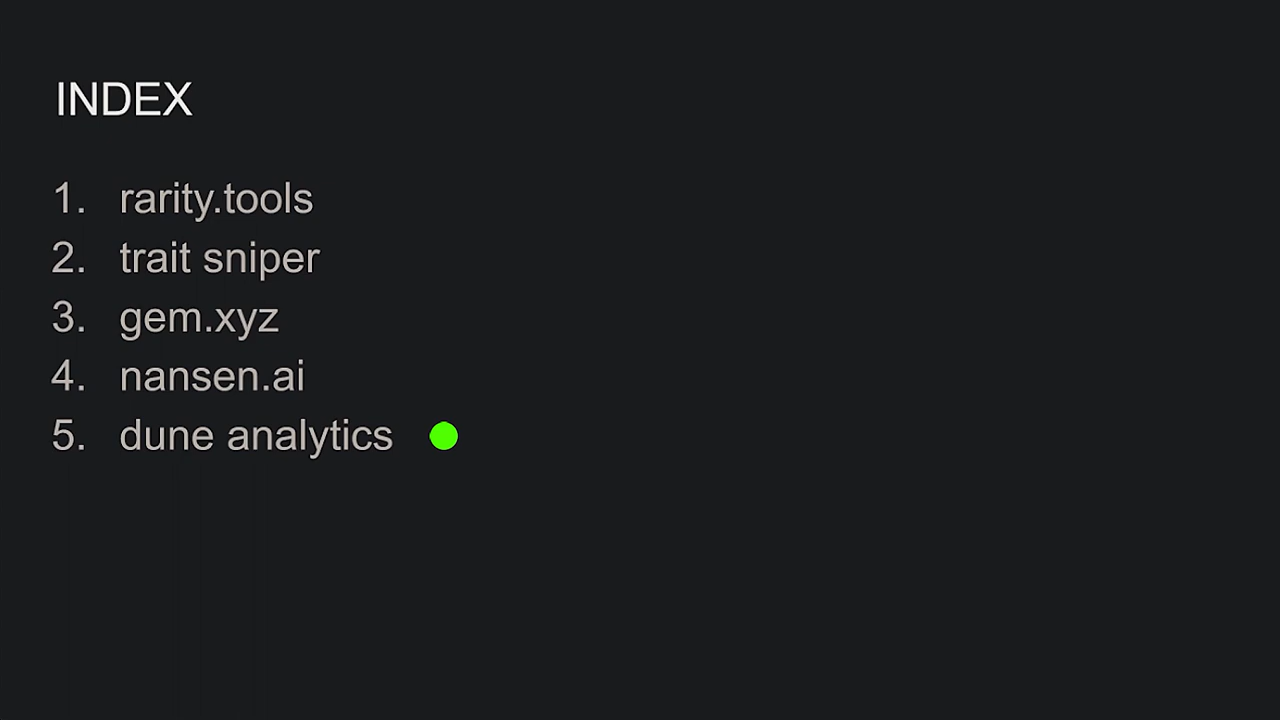 INDEX
1. rarity.tools
2. trait sniper
3. gem.xyz
4. nansen.ai
5. dune analytics